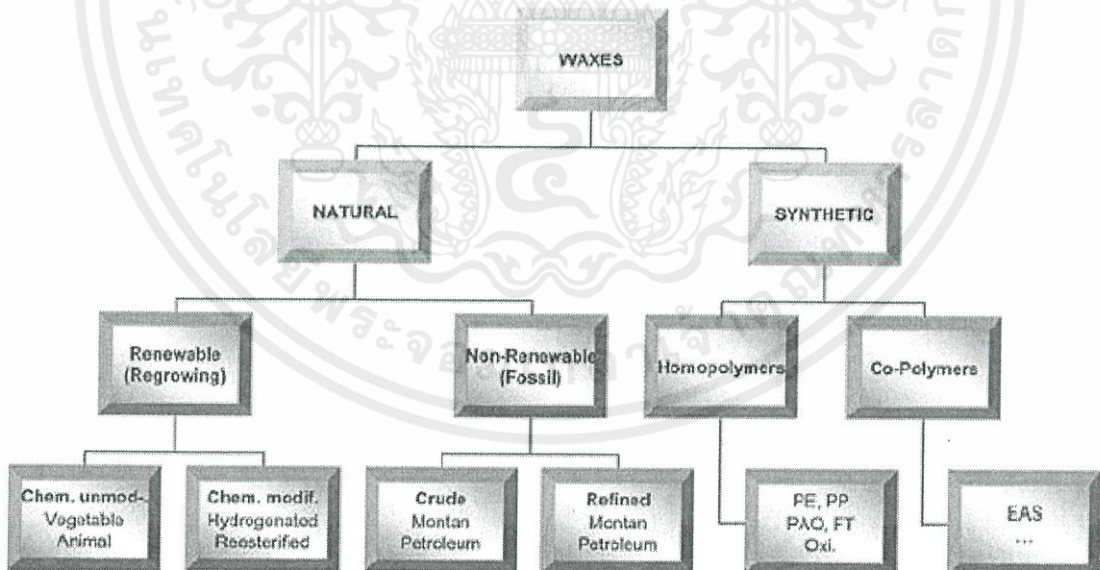 WAXES
NATURAL
SYNTHETIC
Renewable
(Regrowing)
Non-Renewable
(Fossil)
Homopolymers
Co-Polymers
Chem. unmod-.
Vegetable
Animal
Chem. modif.
Hydrogenated
Reesterified
Crude
Montan
Petroleum
Refined
Montan
Petroleum
PE, PP
PAO, FT
Oxi.
EAS
...